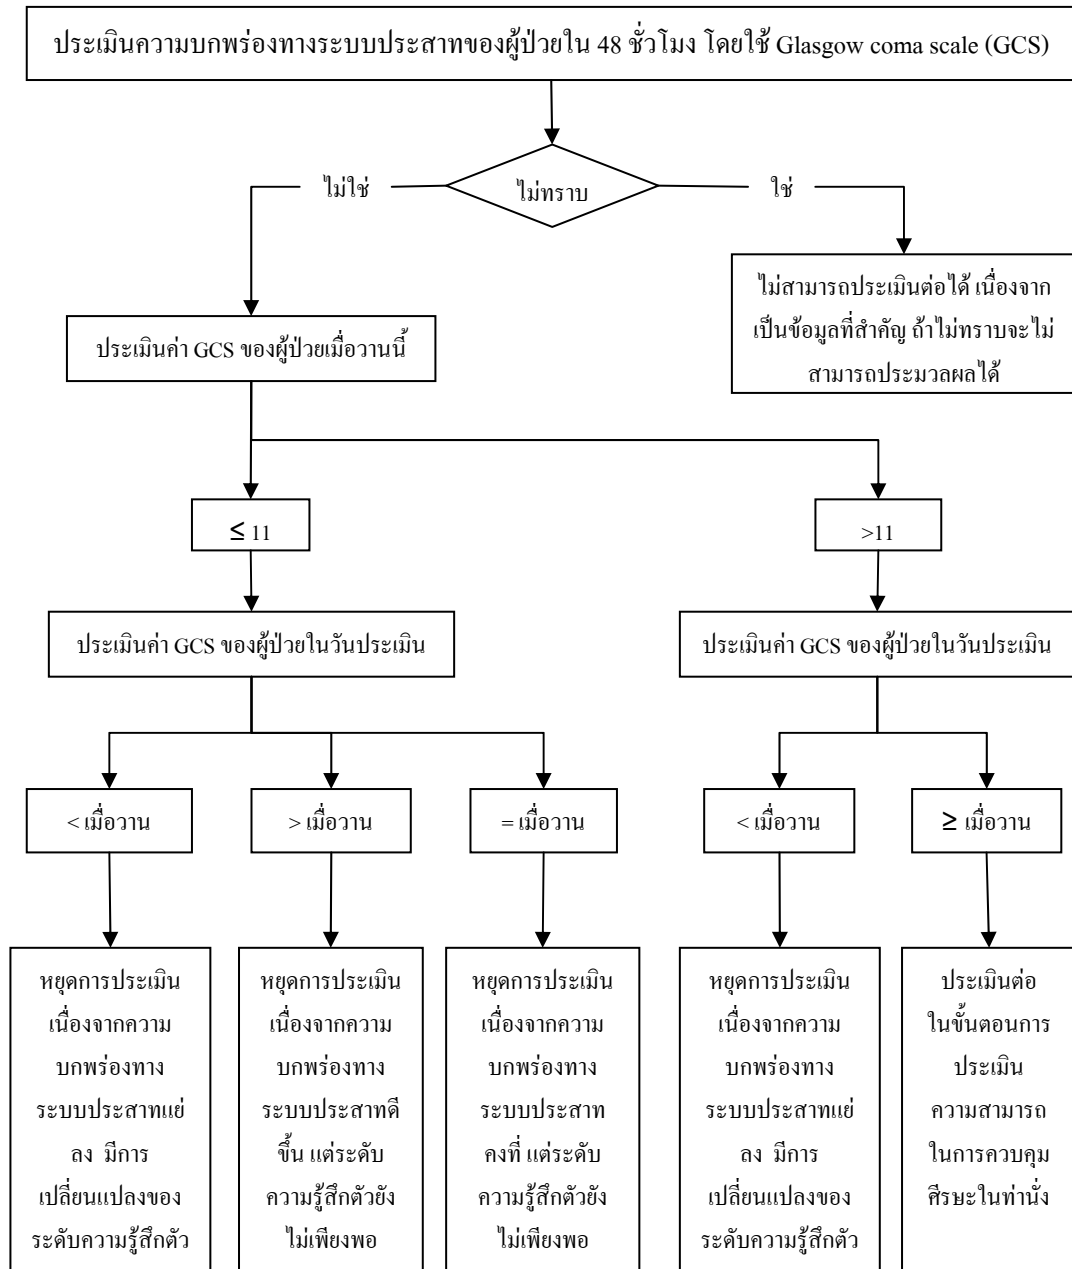 ประเมินความบกพร่องทางระบบประสาทของผู้ป่วยใน 48 ชั่วโมง โดยใช้ Glasgow coma scale (GCS)
ไม่ใช่
ไม่ทราบ
ใช่
ไม่สามารถประเมินต่อได้ เนื่องจาก
เป็นข้อมูลที่สำคัญ ถ้าไม่ทราบจะไม่
สามารถประมวลผลได้
ประเมินค่า GCS ของผู้ป่วยเมื่อวานนี้
≤ 11
>11
ประเมินค่า GCS ของผู้ป่วยในวันประเมิน
ประเมินค่า GCS ของผู้ป่วยในวันประเมิน
< เมื่อวาน
> เมื่อวาน
= เมื่อวาน
< เมื่อวาน
≥ เมื่อวาน
หยุดการประเมิน
เนื่องจากความ
บกพร่องทาง
ระบบประสาทแย่
ลง มีการ
เปลี่ยนแปลงของ
ระดับความรู้สึกตัว
หยุดการประเมิน
เนื่องจากความ
บกพร่องทาง
ระบบประสาทดี
ขึ้น แต่ระดับ
ความรู้สึกตัวยัง
ไม่เพียงพอ
หยุดการประเมิน
เนื่องจากความ
บกพร่องทาง
ระบบประสาท
คงที่ แต่ระดับ
ความรู้สึกตัวยัง
ไม่เพียงพอ
หยุดการประเมิน
เนื่องจากความ
บกพร่องทาง
ระบบประสาทแย่
ลง มีการ
เปลี่ยนแปลงของ
ระดับความรู้สึกตัว
ประเมินต่อ
ในขั้นตอนการ
ประเมิน
ความสามารถ
ในการควบคุม
ศีรษะในท่านั่ง